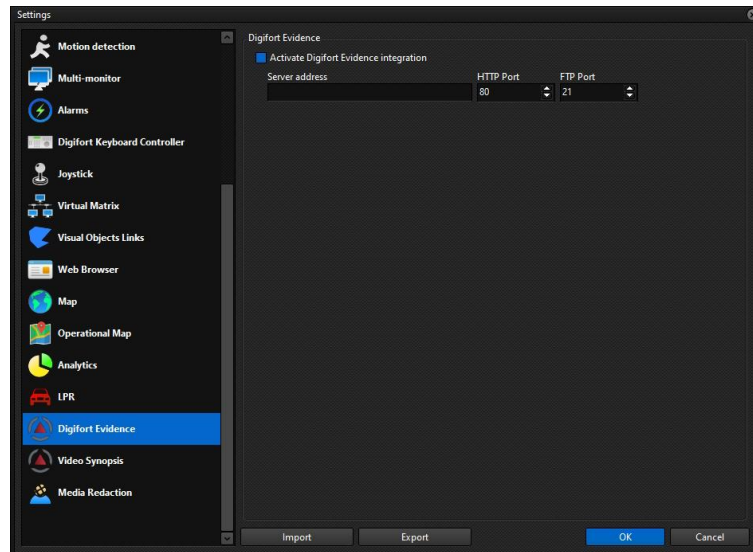 Settings
Motion detection
Multi-monitor
Alarms
Digifort Keyboard Controller
Joystick
Virtual Matrix
Visual Objects Links
Web Browser
Map
Operational Map
Analytics
LPR
Digifort Evidence
Video Synopsis
Media Redaction
Digifort Evidence
Activate Digifort Evidence integration
Server address HTTP Port FTP Port
80 21
Import Export OK Cancel